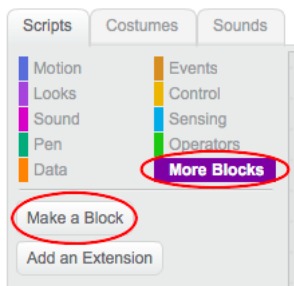 Scripts Costumes Sounds
Motion Events
Looks Control
Sound Sensing
Pen Operators
Data More Blocks
Make a Block
Add an Extension